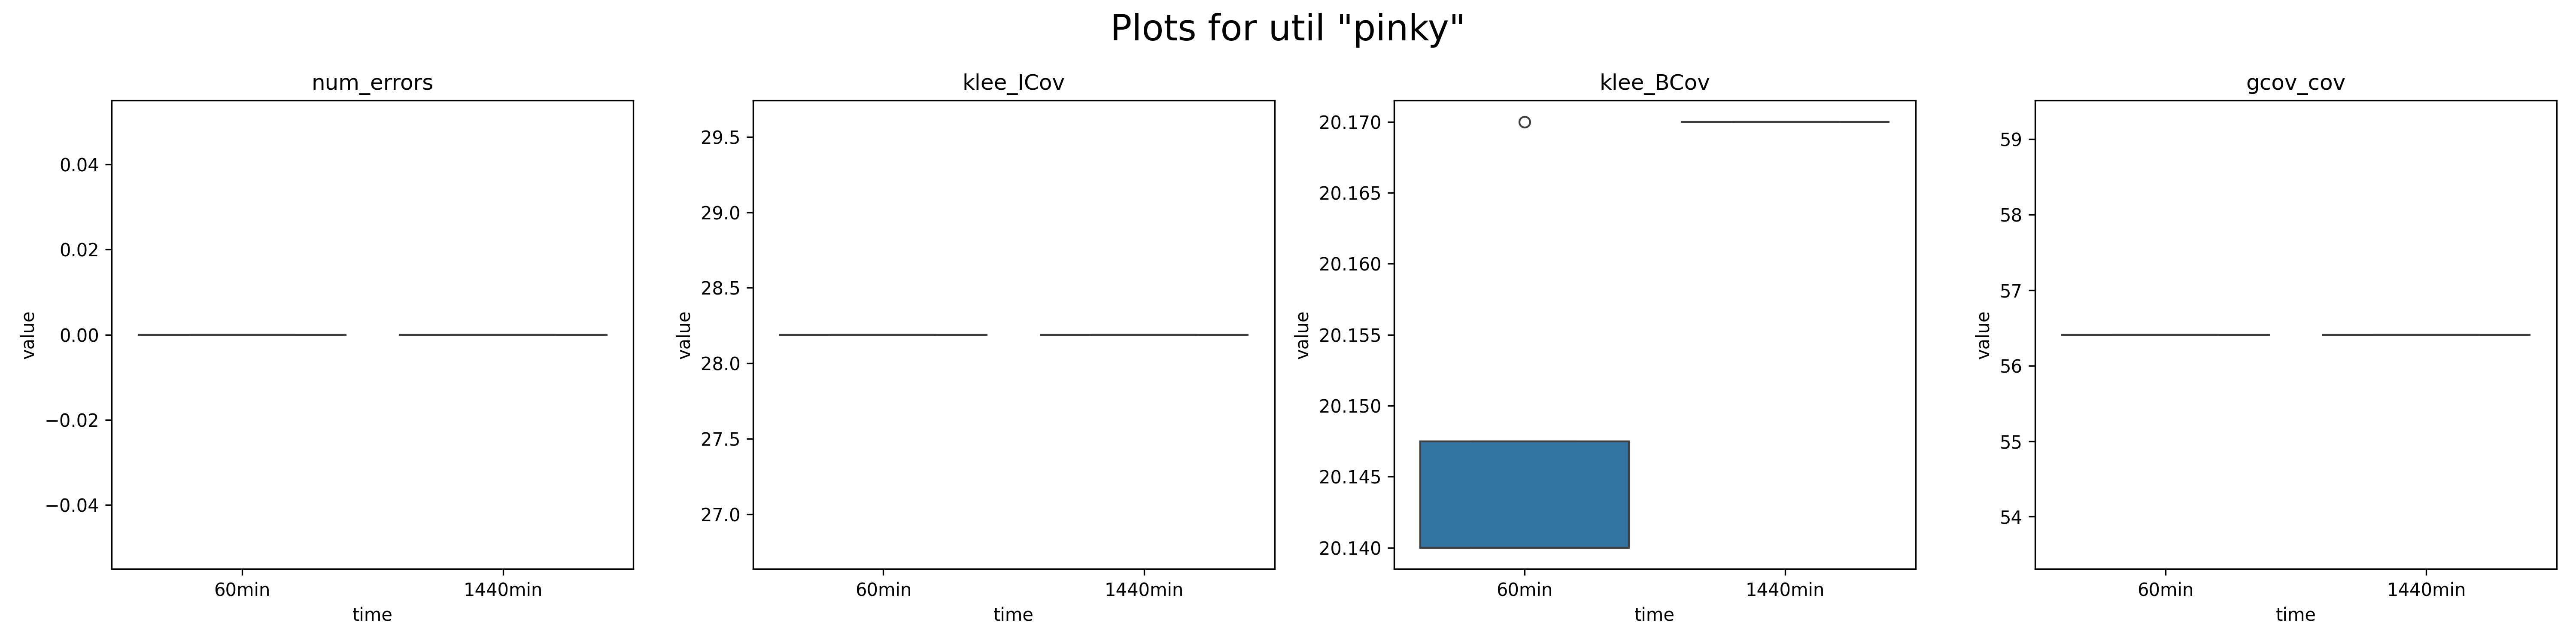 Plots for util "pinky"
num_errors
0.04
0.02
0.00
−0.02
−0.04
value
60min
1440min
time
klee_ICov
29.5
29.0
28.5
28.0
27.5
27.0
value
60min
1440min
time
klee_BCov
20.170
20.165
20.160
20.155
20.150
20.145
20.140
value
60min
1440min
time
gcov_cov
59
58
57
56
55
54
value
60min
1440min
time